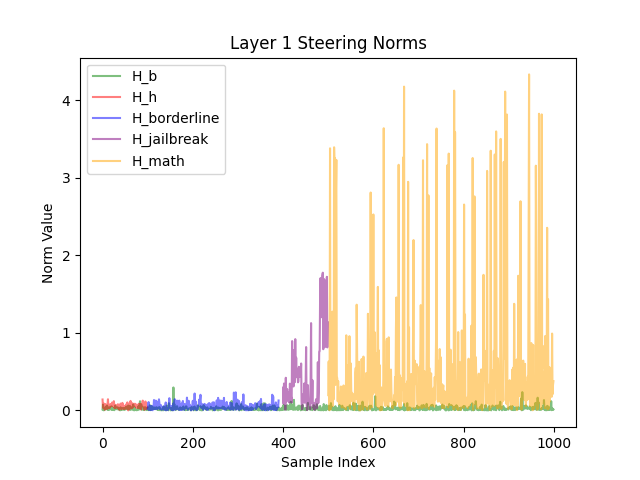 Layer 1 Steering Norms
H_b
H_h
H_borderline
H_jailbreak
H_math
Norm Value
4
3
2
1
0
0 200 400 600 800 1000
Sample Index